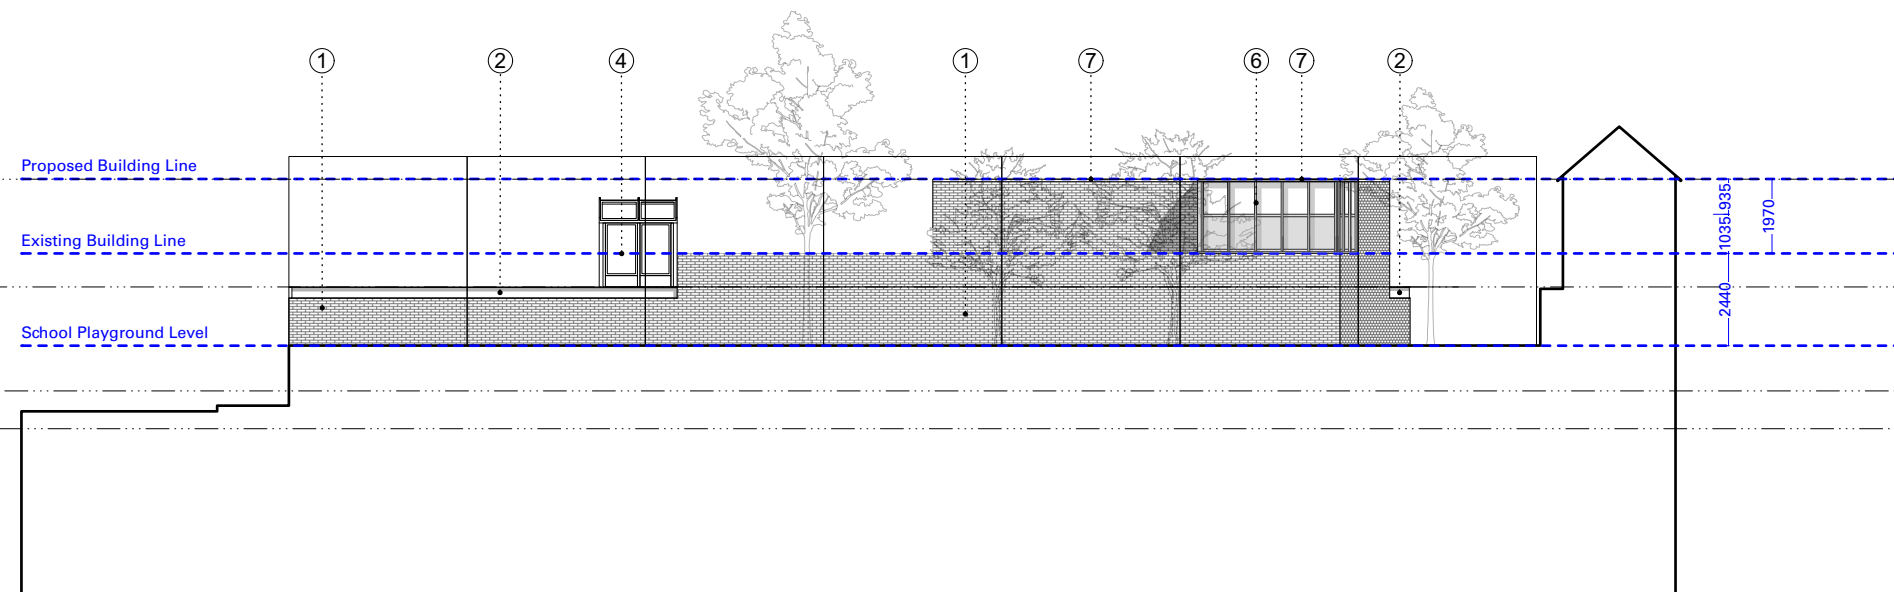 1 2 4 1 7 6 7 2
Proposed Building Line
935
1970
1035
Existing Building Line
2440
School Playground Level